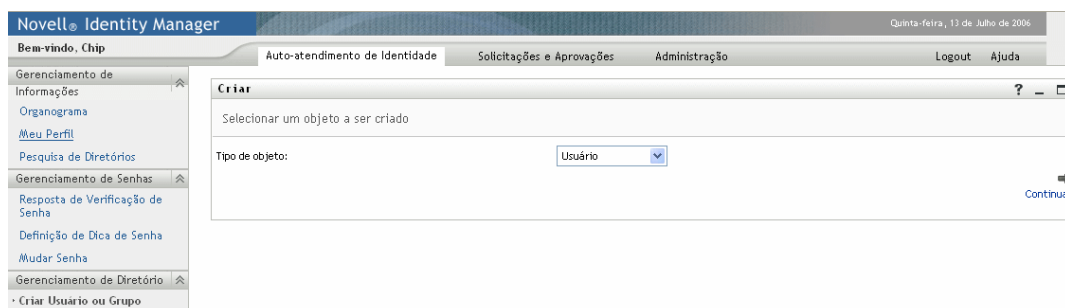 Novell® Identity Manager
Quinta-feira, 13 de Julho de 2006
Bem-vindo, Chip
Auto-atendimento de Identidade
Solicitações e Aprovações
Administração
Logout
Ajuda
Gerenciamento de
Informações
Organograma
Meu Perfil
Pesquisa de Diretórios
Gerenciamento de Senhas
Resposta de Verificação de
Senha
Definição de Dica de Senha
Mudar Senha
Gerenciamento de Diretório
Criar Usuário ou Grupo
Criar
?
Selecionar um objeto a ser criado
Tipo de objeto:
Usuário
Continua